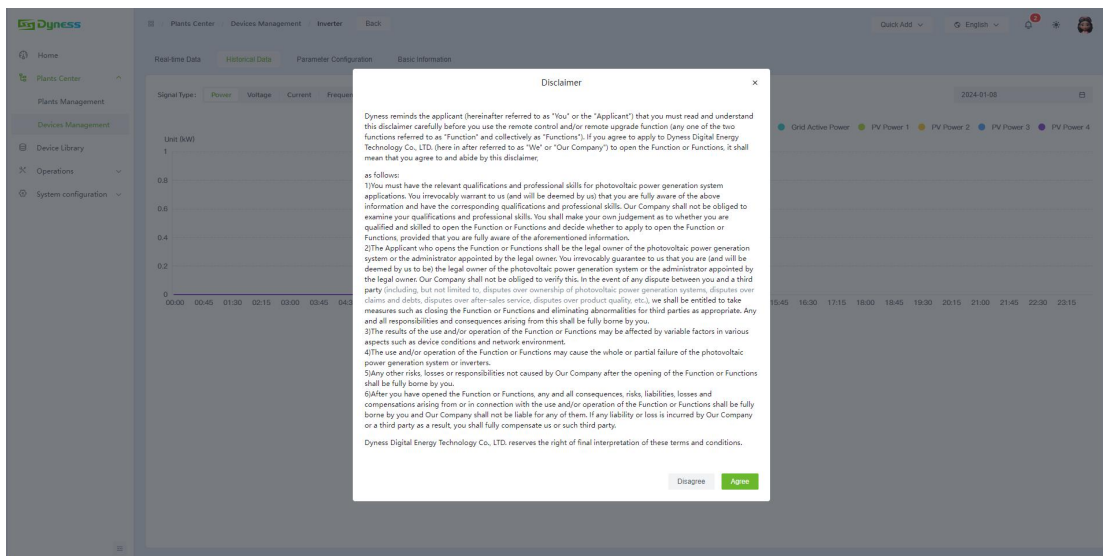 Dyness
Plants Center / Devices Management / Inverter Back
Quick Add English 2
Home
Plants Center
Plants Management
Devices Management
Device Library
Operations
System configuration
Real-time Data Historical Data Parameter Configuration Basic Information
Signal Type: Power Voltage Current 2024-01-08
Grid Active Power PV Power 1 PV Power 2 PV Power 3 PV Power 4
Unit (kW)
1
0.8
0.6
0.4
0.2
0
00:00 00:45 01:30 02:15 03:00 03:45 15:45 16:30 17:15 18:00 18:45 19:30 20:15 21:00 21:45 22:30 23:15
Disclaimer ×
Dyness reminds the applicant (hereinafter referred to as "You" or the "Applicant") that you must read and understand
this disclaimer carefully before you use the remote control and/or remote upgrade function (any one of the two
functions referred to as "Function" and collectively as "Functions"). If you agree to apply to Dyness Digital Energy
Technology Co., LTD. (here in after referred to as "We" or "Our Company") to open the Function or Functions, it shall
mean that you agree to and abide by this disclaimer,
as follows:
1)You must have the relevant qualifications and professional skills for photovoltaic power generation system
applications. You irrevocably warrant to us (and will be deemed by us) that you are fully aware of the above
information and have the corresponding qualifications and professional skills. Our Company shall not be obliged to
examine your qualifications and professional skills. You shall make your own judgement as to whether you are
qualified and skilled to open the Function or Functions and decide whether to apply to open the Function or
Functions, provided that you are fully aware of the aforementioned information.
2)The Applicant who opens the Function or Functions shall be the legal owner of the photovoltaic power generation
system or the administrator appointed by the legal owner. You irrevocably guarantee to us that you are (and will be
deemed by us to be) the legal owner of the photovoltaic power generation system or the administrator appointed by
the legal owner. Our Company shall not be obliged to verify this. In the event of any dispute between you and a third
party (including, but not limited to, disputes over ownership of photovoltaic power generation systems, disputes over
claims and debts, disputes over after-sales service, disputes over product quality, etc.), we shall be entitled to take
measures such as closing the Function or Functions and eliminating abnormalities for third parties as appropriate. Any
and all responsibilities and consequences arising from this shall be fully borne by you.
3)The results of the use and/or operation of the Function or Functions may be affected by variable factors in various
aspects such as device conditions and network environment.
4)The use and/or operation of the Function or Functions may cause the whole or partial failure of the photovoltaic
power generation system or inverters.
5)Any other risks, losses or responsibilities not caused by Our Company after the opening of the Function or Functions
shall be fully borne by you.
6)After you have opened the Function or Functions, any and all consequences, risks, liabilities, losses and
compensations arising from or in connection with the use and/or operation of the Function or Functions shall be fully
borne by you and Our Company shall not be liable for any of them. If any liability or loss is incurred by Our Company
or a third party as a result, you shall fully compensate us or such third party.
Dyness Digital Energy Technology Co., LTD. reserves the right of final interpretation of these terms and conditions.
Disagree Agree